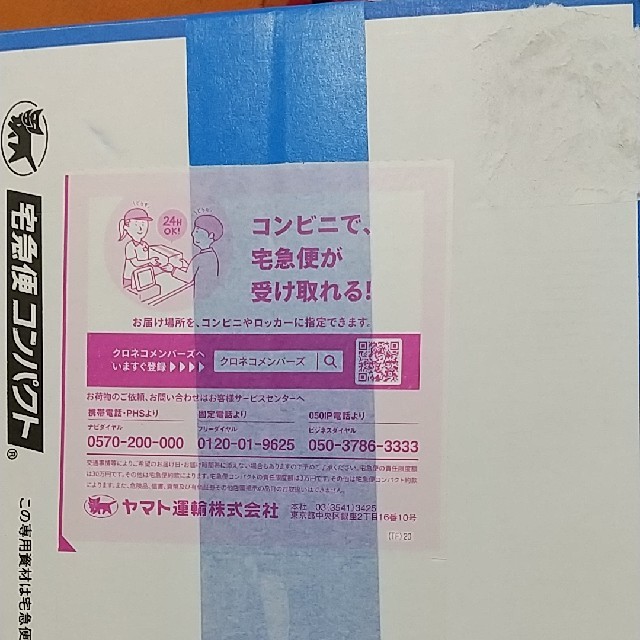 宅急便コンパクト®
この専用資材は宅急便
24H
OK!
コンビニで、
宅急便が
受け取れる!
お届け場所を、コンビニやロッカーに指定できます。
クロネコメンバーズへ
いますぐ登録
クロネコメンバーズ
お荷物のご依頼、お問い合わせはお客様サービスセンターへ
携帯電話・PHSより
ナビダイヤル
0570-200-000
固定電話より
フリーダイヤル
0120-01-9625
050IP電話より
ビジネスダイヤル
050-3786-3333
ヤマト運輸株式会社
本社 03(3541)3425
東京都中央区銀座2丁目16番10号